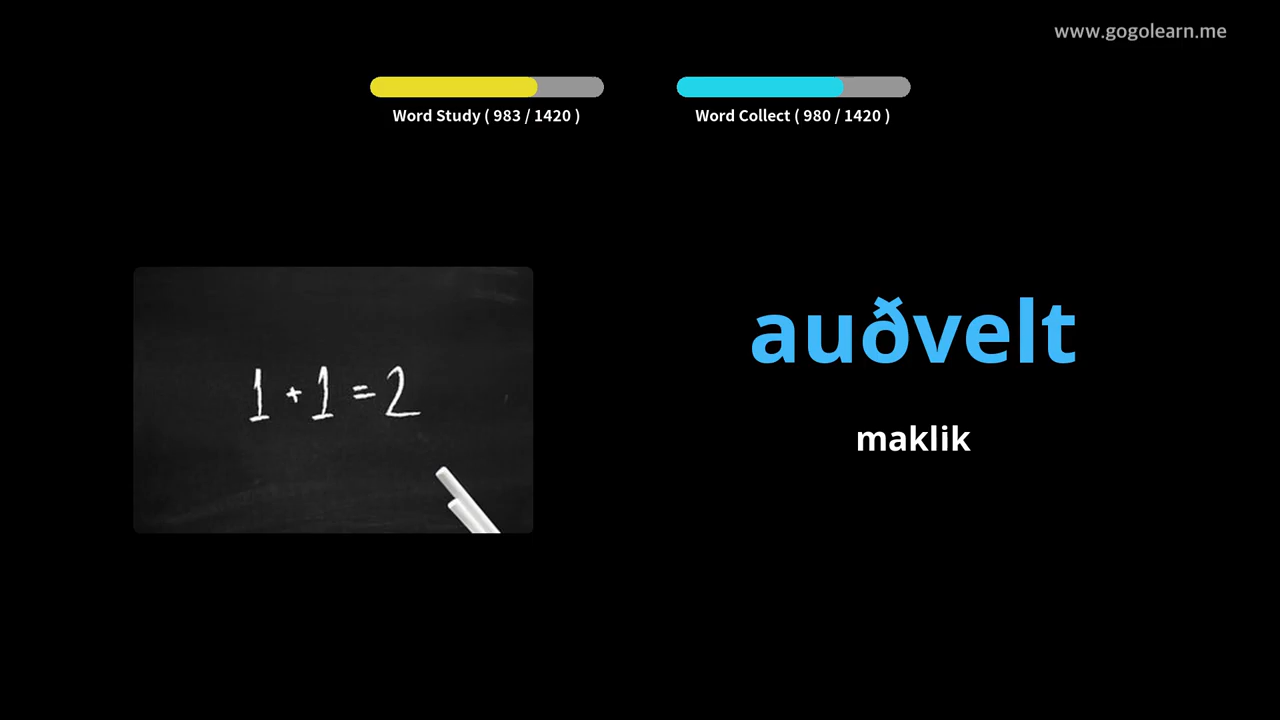 www.gogolearn.me
Word Study ( 983 / 1420 )
Word Collect ( 980 / 1420 )
1 + 1 = 2
auðvelt
maklik